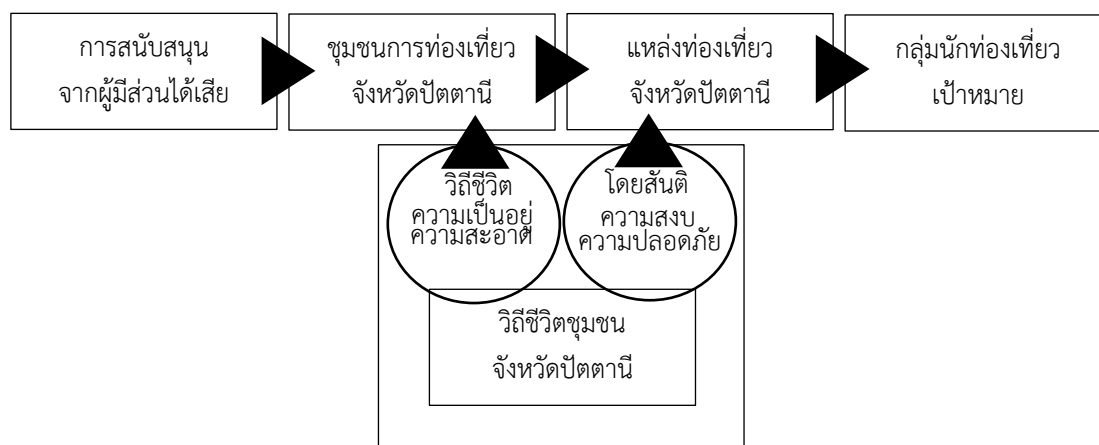 การสนับสนุน
จากผู้มีส่วนได้เสีย
ชุมชนการท่องเที่ยว
จังหวัดปัตตานี
แหล่งท่องเที่ยว
จังหวัดปัตตานี
กลุ่มนักท่องเที่ยว
เป้าหมาย
วิถีชีวิต
ความเป็นอยู่
ความสะอาด
โดยสันติ
ความสงบ
ความปลอดภัย
วิถีชีวิตชุมชน
จังหวัดปัตตานี